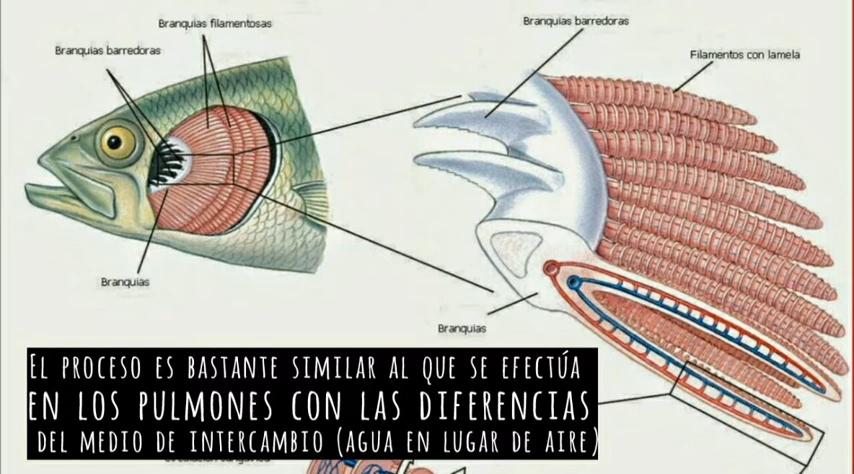 Branquias filamentosas
Branquias barredoras
Branquias barredoras
Filamentos con lamela
Branquias
Branquias
El proceso es bastante similar al que se efectúa
en los pulmones con las diferencias
del medio de intercambio (agua en lugar de aire)